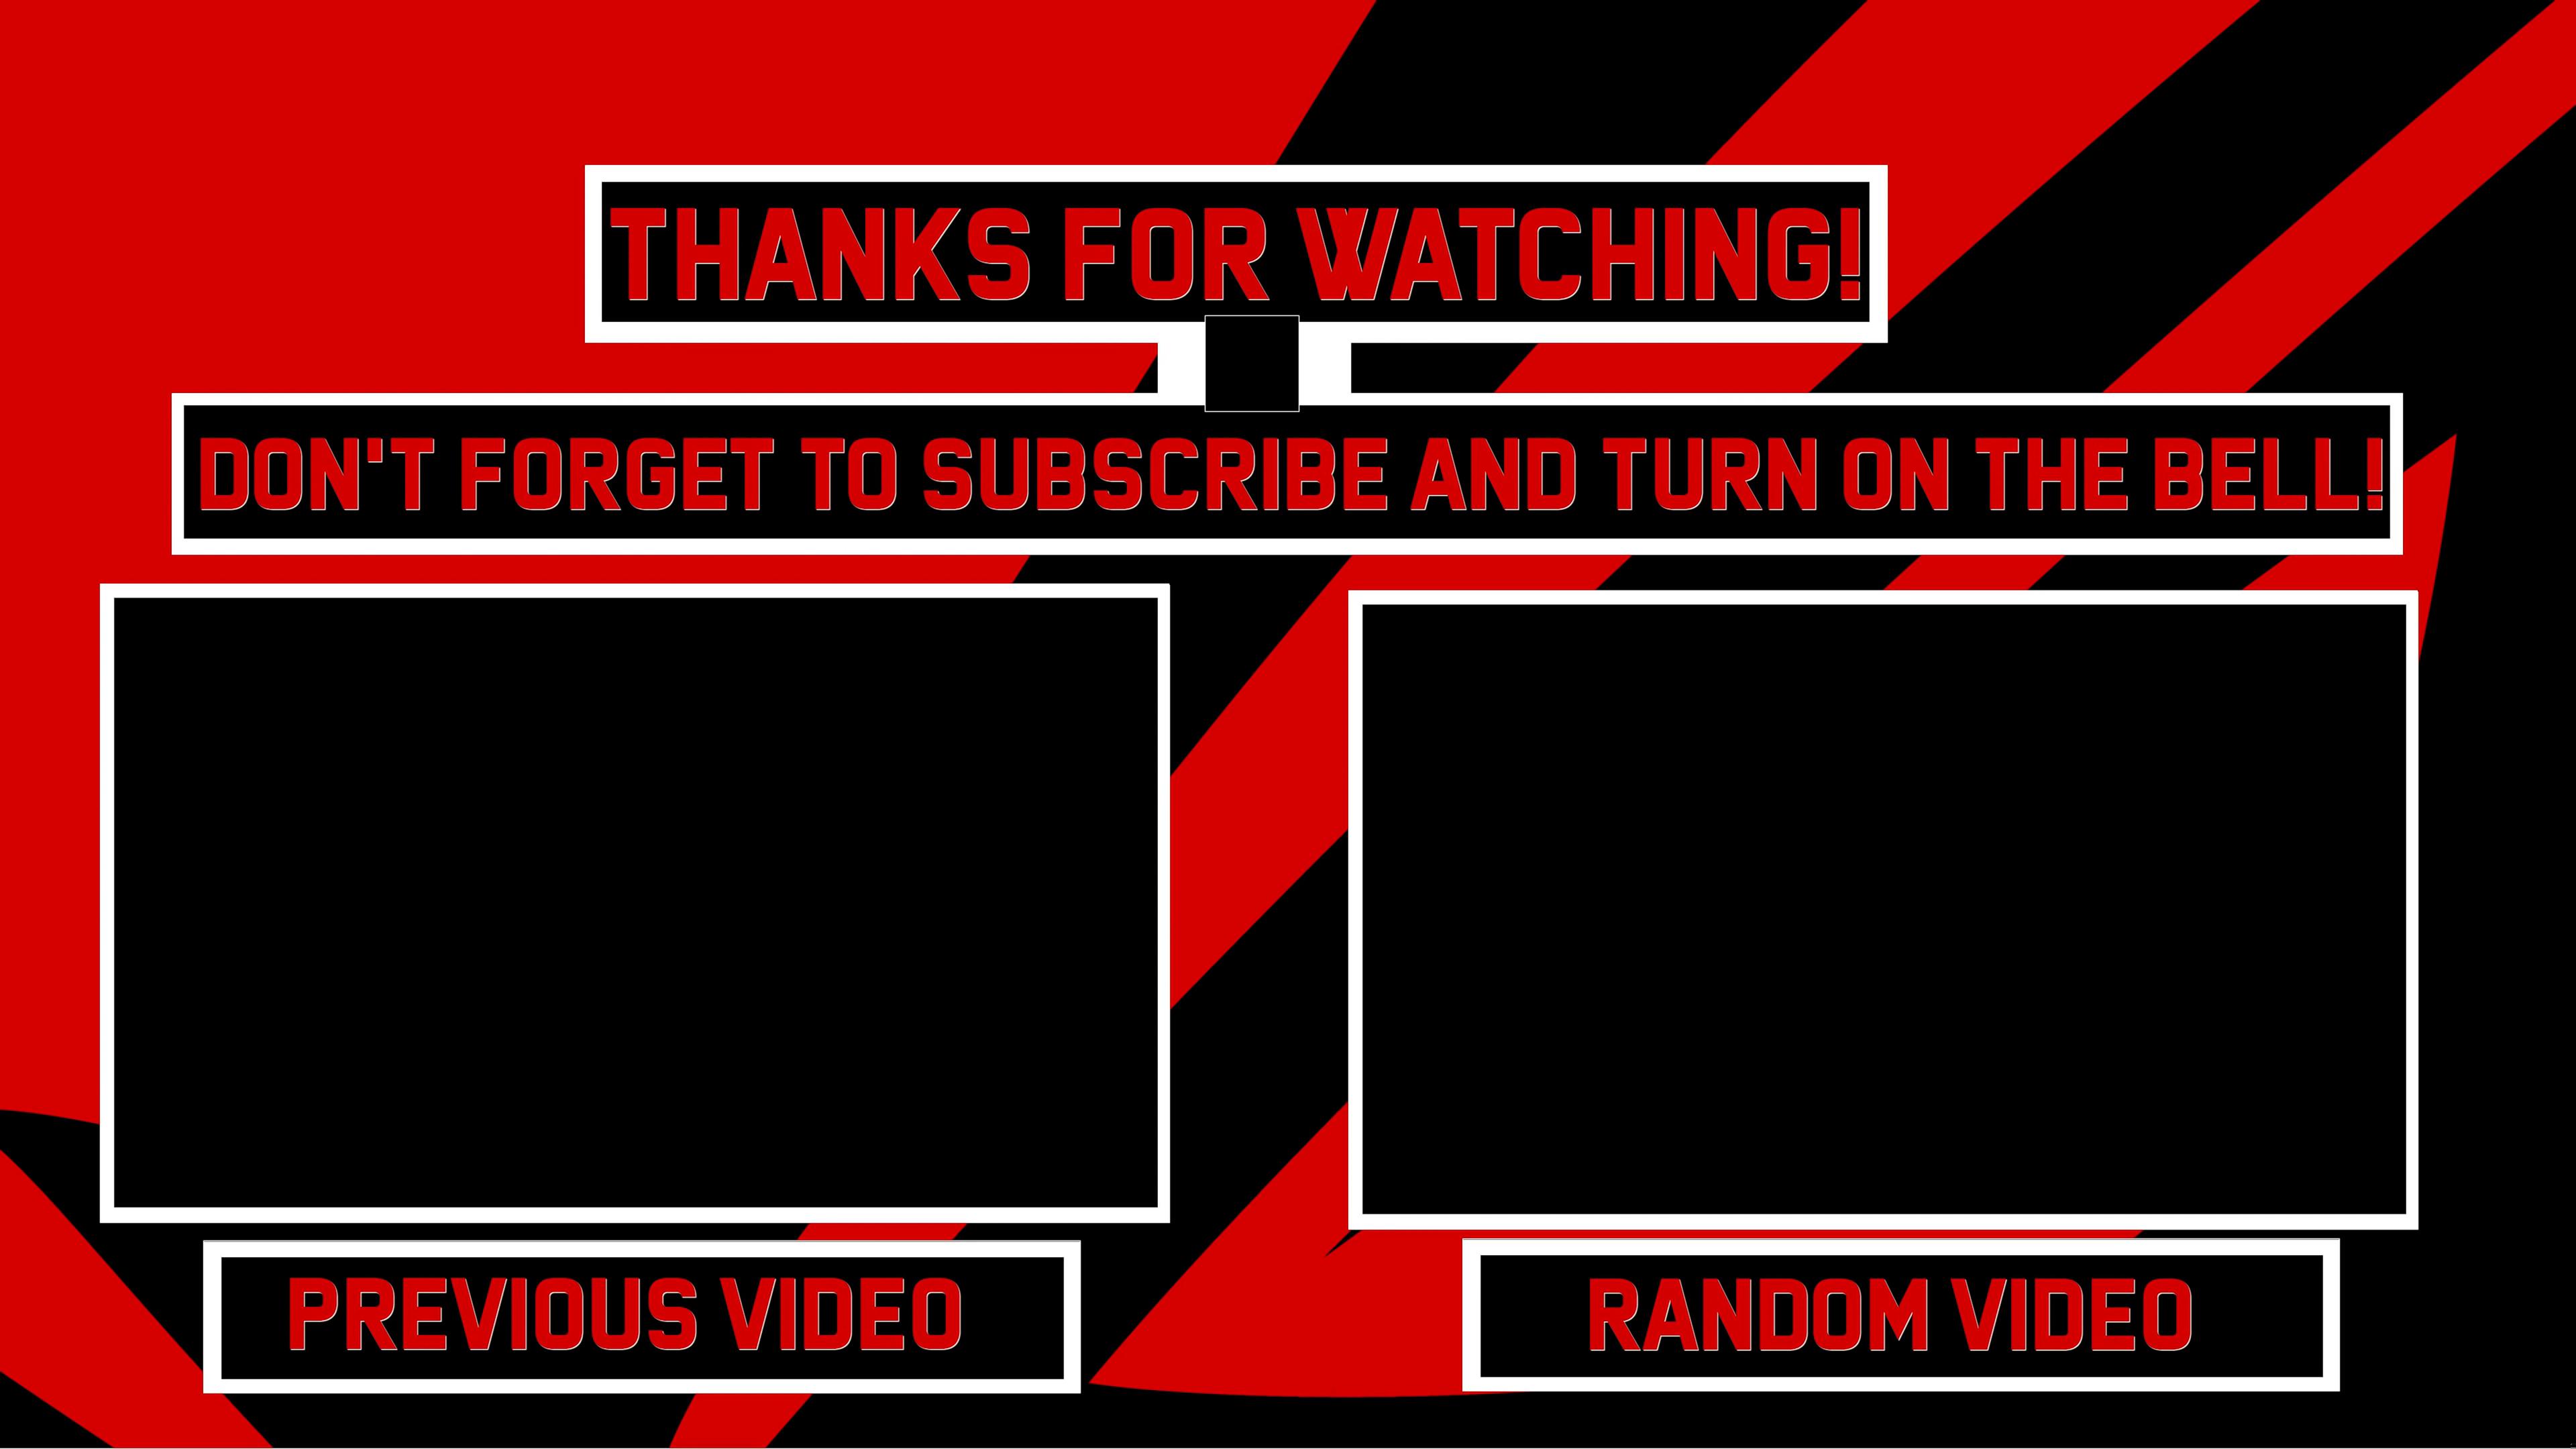 THANKS FOR WATCHING!
DON'T FORGET TO SUBSCRIBE AND TURN ON THE BELL!
PREVIOUS VIDEO
RANDOM VIDEO